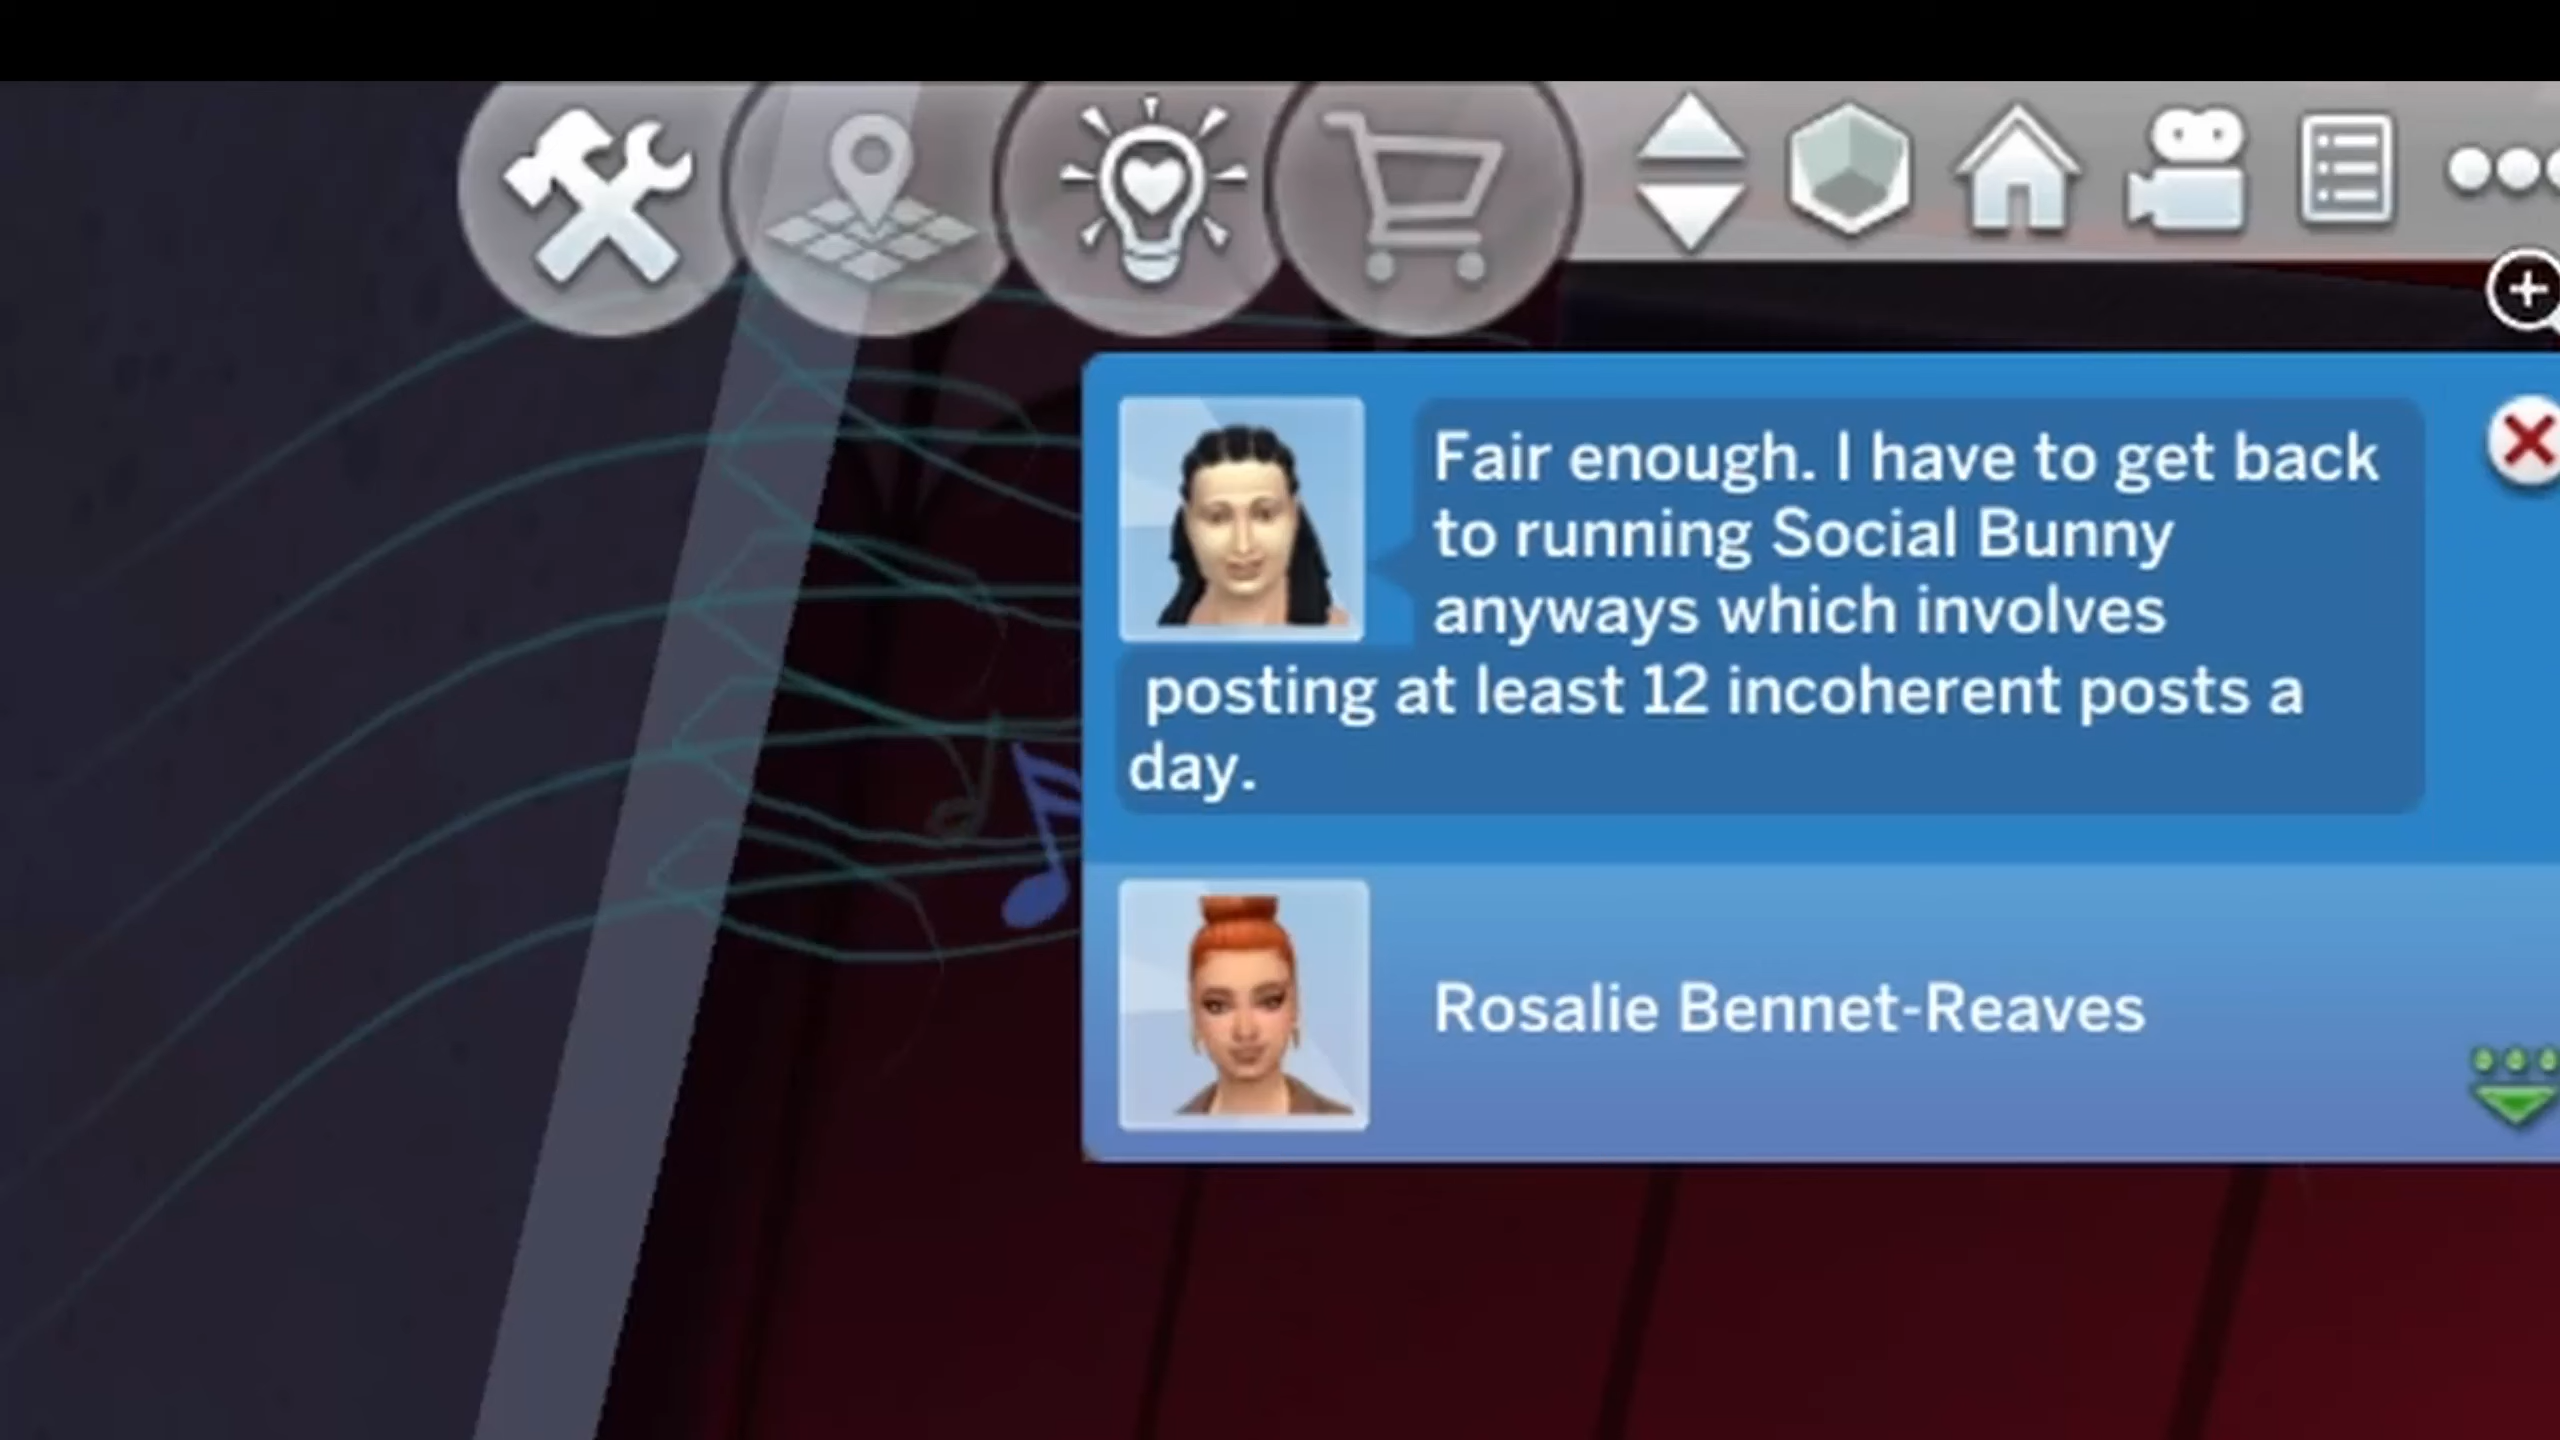 Fair enough. I have to get back
to running Social Bunny
anyways which involves
posting at least 12 incoherent posts a
day.
Rosalie Bennet-Reaves